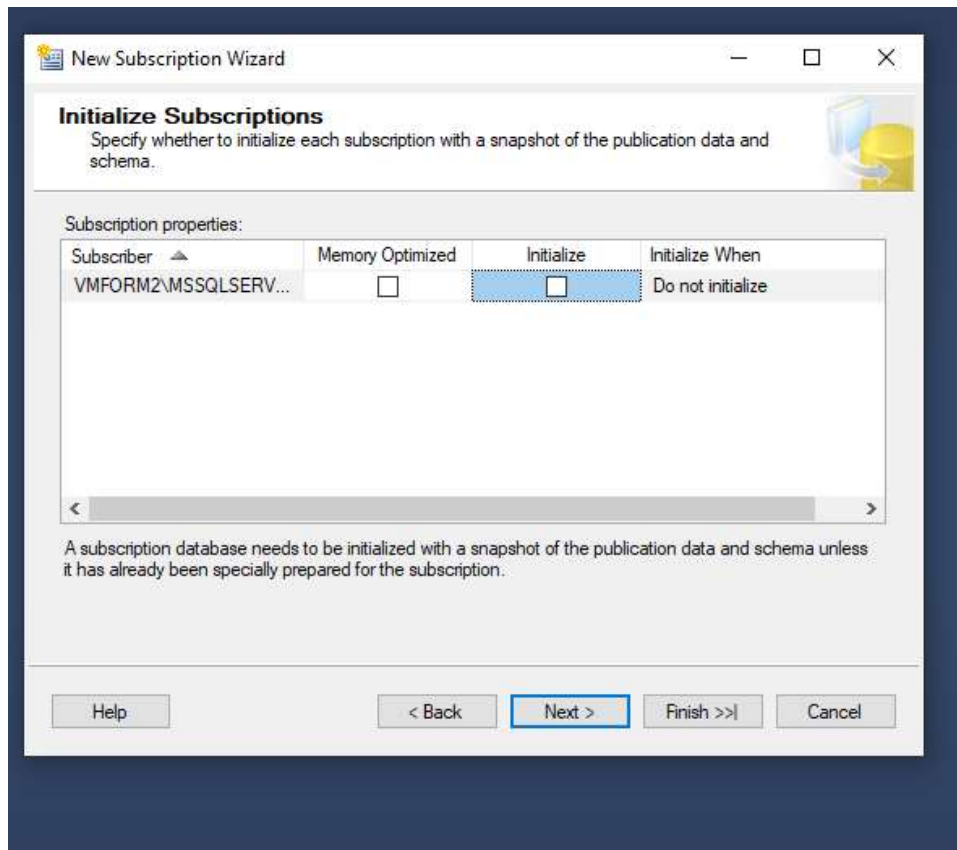 New Subscription Wizard
Initialize Subscriptions
Specify whether to initialize each subscription with a snapshot of the publication data and
schema.
Subscription properties:
Subscriber Memory Optimized Initialize Initialize When
VMFORM2\MSSQLSERV... Do not initialize
A subscription database needs to be initialized with a snapshot of the publication data and schema unless
it has already been specially prepared for the subscription.
Help < Back Next > Finish >>| Cancel